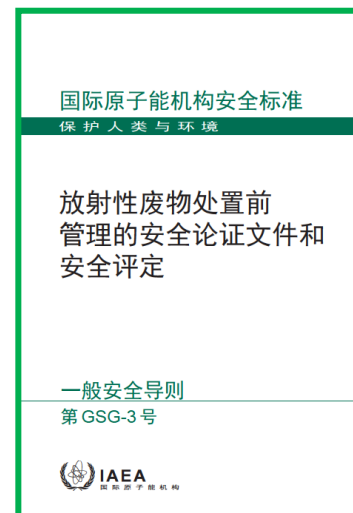 国际原子能机构安全标准
保护人类与环境
放射性废物处置前
管理的安全论证文件和
安全评定
一般安全导则
第 GSG-3 号
IAEA
国际原子能机构